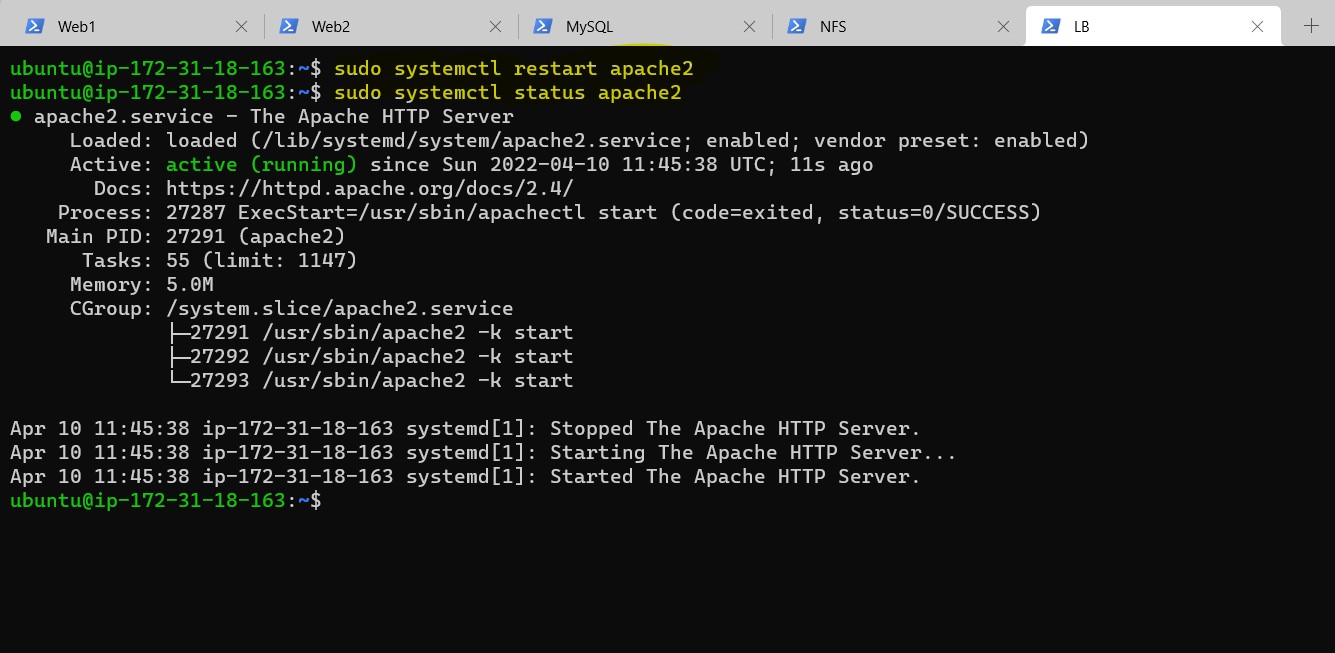 Web1 Web2 MySQL NFS LB
ubuntu@ip-172-31-18-163:~$ sudo systemctl restart apache2
ubuntu@ip-172-31-18-163:~$ sudo systemctl status apache2
● apache2.service - The Apache HTTP Server
Loaded: loaded (/lib/systemd/system/apache2.service; enabled; vendor preset: enabled)
Active: active (running) since Sun 2022-04-10 11:45:38 UTC; 11s ago
Docs: https://httpd.apache.org/docs/2.4/
Process: 27287 ExecStart=/usr/sbin/apachectl start (code=exited, status=0/SUCCESS)
Main PID: 27291 (apache2)
Tasks: 55 (limit: 1147)
Memory: 5.0M
CGroup: /system.slice/apache2.service
├─27291 /usr/sbin/apache2 -k start
├─27292 /usr/sbin/apache2 -k start
└─27293 /usr/sbin/apache2 -k start
Apr 10 11:45:38 ip-172-31-18-163 systemd[1]: Stopped The Apache HTTP Server.
Apr 10 11:45:38 ip-172-31-18-163 systemd[1]: Starting The Apache HTTP Server...
Apr 10 11:45:38 ip-172-31-18-163 systemd[1]: Started The Apache HTTP Server.
ubuntu@ip-172-31-18-163:~$